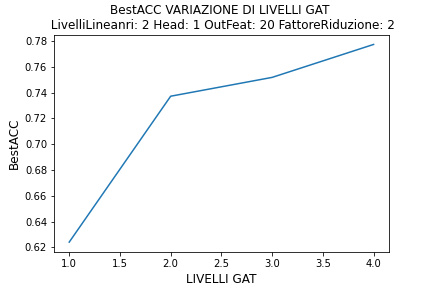 BestACC VARIAZIONE DI LIVELLI GAT
LivelliLineanri: 2 Head: 1 OutFeat: 20 FattoreRiduzione: 2
0.78
0.76
0.74
0.72
0.70
0.68
0.66
0.64
0.62
BestACC
1.0 1.5 2.0 2.5 3.0 3.5 4.0
LIVELLI GAT